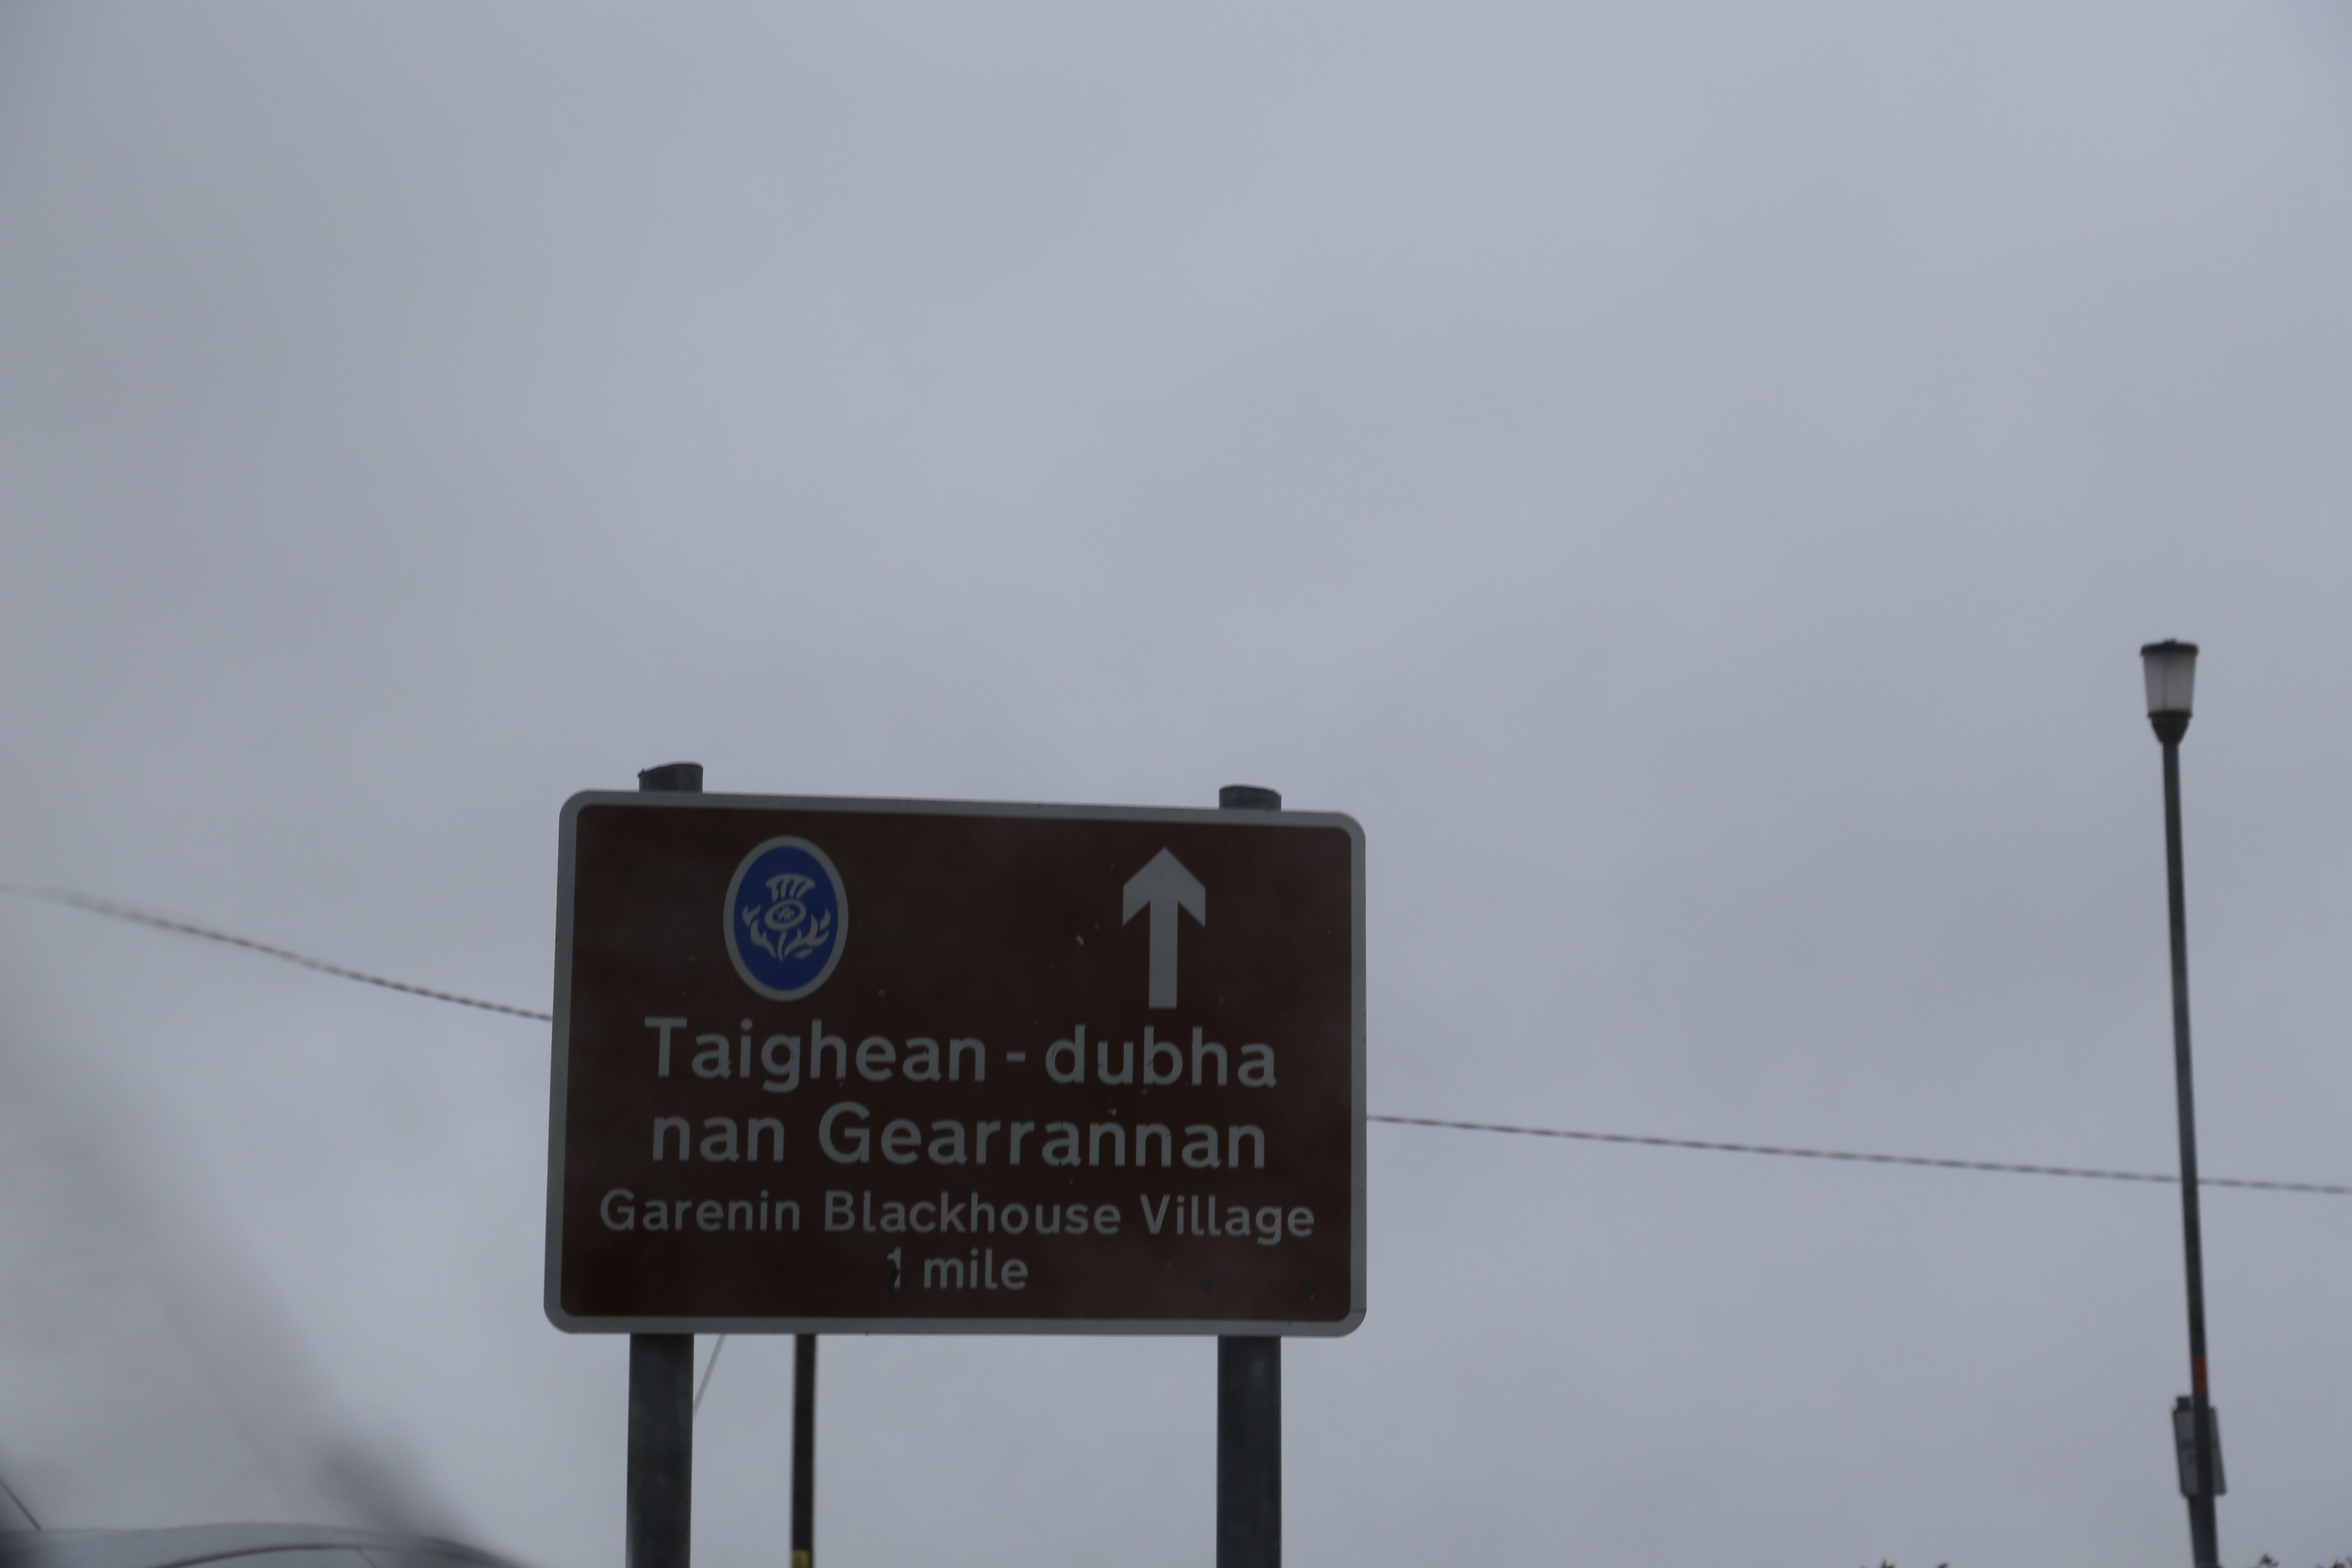 Taighean - dubha
nan Gearrannan
Garenin Blackhouse Village
1 mile